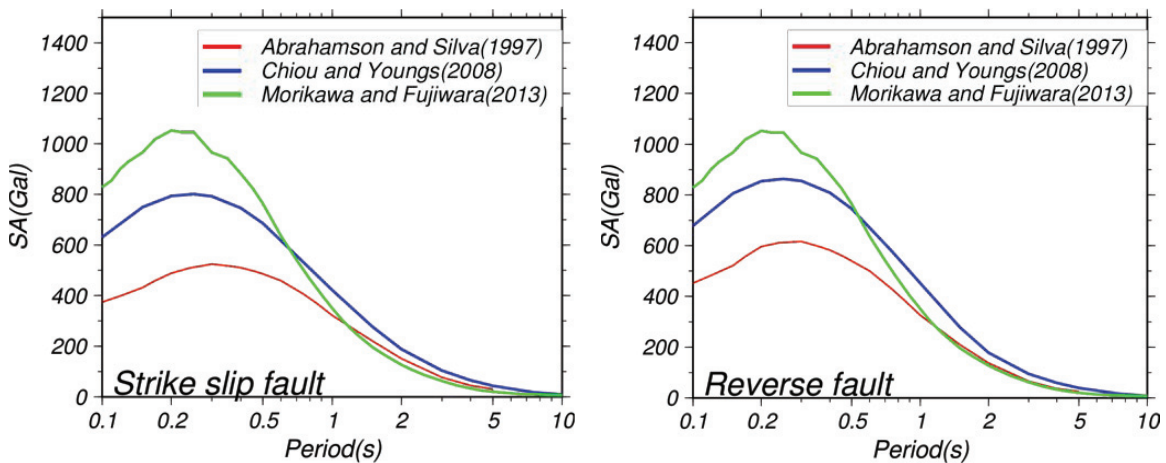 1400
1200
1000
800
600
400
200
0
SA(Gal)
Abrahamson and Silva(1997)
Chiou and Youngs(2008)
Morikawa and Fujiwara(2013)
Strike slip fault
0.1 0.2 0.5 1 2 5 10
Period(s)
1400
1200
1000
800
600
400
200
0
SA(Gal)
Abrahamson and Silva(1997)
Chiou and Youngs(2008)
Morikawa and Fujiwara(2013)
Reverse fault
0.1 0.2 0.5 1 2 5 10
Period(s)